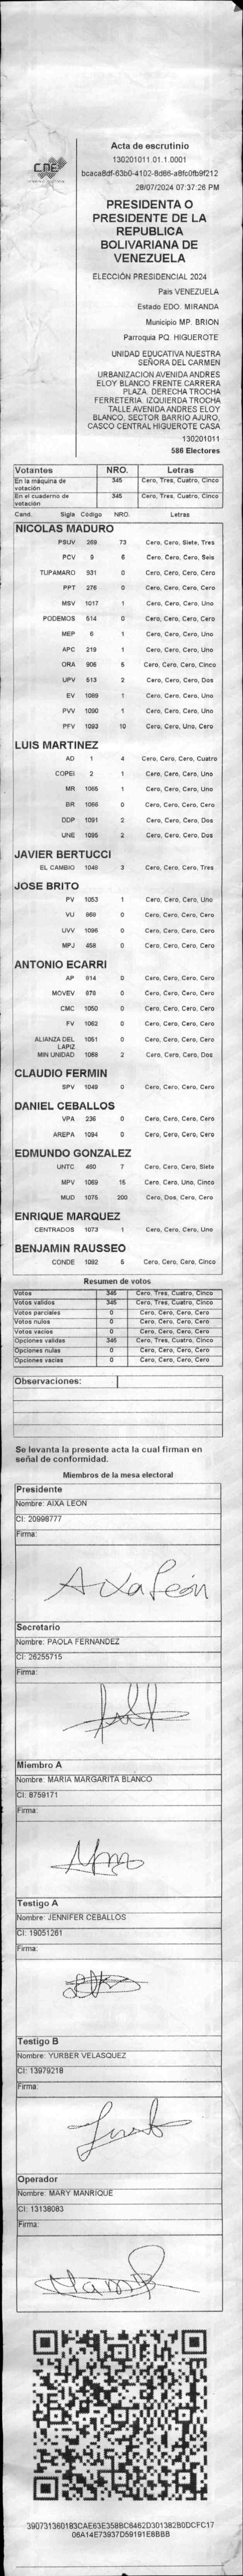 CNE
Acta de escrutinio
130201011.01.1.0001
bcaca8df-63b0-4102-8d86-a8fc0fb9f212
28/07/2024 07:37:26 PM
PRESIDENTA O
PRESIDENTE DE LA
REPUBLICA
BOLIVARIANA DE
VENEZUELA
ELECCIÓN PRESIDENCIAL 2024
Pais VENEZUELA
Estado EDO. MIRANDA
Municipio MP. BRION
Parroquia PQ. HIGUEROTE
UNIDAD EDUCATIVA NUESTRA
SEÑORA DEL CARMEN
URBANIZACION AVENIDA ANDRES
ELOY BLANCO FRENTE CARRERA
PLAZA. DERECHA TROCHA
FERRETERIA. IZQUIERDA TROCHA
TALLE AVENIDA ANDRES ELOY
BLANCO, SECTOR BARRIO AJURO,
CASCO CENTRAL HIGUEROTE CASA
130201011
586 Electores
Votantes NRO. Letras
En la máquina de votación 345 Cero, Tres, Cuatro, Cinco
En el cuaderno de votación 345 Cero, Tres, Cuatro, Cinco
Cand. Sigla Código NRO. Letras
NICOLAS MADURO
PSUV 269 73 Cero, Cero, Siete, Tres
PCV 9 6 Cero, Cero, Cero, Seis
TUPAMARO 931 0 Cero, Cero, Cero, Cero
PPT 276 0 Cero, Cero, Cero, Cero
MSV 1017 1 Cero, Cero, Cero, Uno
PODEMOS 514 0 Cero, Cero, Cero, Cero
MEP 6 1 Cero, Cero, Cero, Uno
APC 219 1 Cero, Cero, Cero, Uno
ORA 906 5 Cero, Cero, Cero, Cinco
UPV 513 2 Cero, Cero, Cero, Dos
EV 1089 1 Cero, Cero, Cero, Uno
PVV 1090 1 Cero, Cero, Cero, Uno
PFV 1093 10 Cero, Cero, Uno, Cero
LUIS MARTINEZ
AD 1 4 Cero, Cero, Cero, Cuatro
COPEI 2 1 Cero, Cero, Cero, Uno
MR 1065 1 Cero, Cero, Cero, Uno
BR 1066 0 Cero, Cero, Cero, Cero
DDP 1091 2 Cero, Cero, Cero, Dos
UNE 1095 2 Cero, Cero, Cero, Dos
JAVIER BERTUCCI
EL CAMBIO 1048 3 Cero, Cero, Cero, Tres
JOSE BRITO
PV 1053 1 Cero, Cero, Cero, Uno
VU 968 0 Cero, Cero, Cero, Cero
UVV 1096 0 Cero, Cero, Cero, Cero
MPJ 458 0 Cero, Cero, Cero, Cero
ANTONIO ECARRI
AP 914 0 Cero, Cero, Cero, Cero
MOVEV 978 0 Cero, Cero, Cero, Cero
CMC 1050 0 Cero, Cero, Cero, Cero
FV 1062 0 Cero, Cero, Cero, Cero
ALIANZA DEL LAPIZ 1051 0 Cero, Cero, Cero, Cero
MIN UNIDAD 1068 2 Cero, Cero, Cero, Dos
CLAUDIO FERMIN
SPV 1049 0 Cero, Cero, Cero, Cero
DANIEL CEBALLOS
VPA 236 0 Cero, Cero, Cero, Cero
AREPA 1094 0 Cero, Cero, Cero, Cero
EDMUNDO GONZALEZ
UNTC 460 7 Cero, Cero, Cero, Siete
MPV 1069 15 Cero, Cero, Uno, Cinco
MUD 1075 200 Cero, Dos, Cero, Cero
ENRIQUE MARQUEZ
CENTRADOS 1073 1 Cero, Cero, Cero, Uno
BENJAMIN RAUSSEO
CONDE 1092 5 Cero, Cero, Cero, Cinco
Resumen de votos
Votos 345 Cero, Tres, Cuatro, Cinco
Votos validos 345 Cero, Tres, Cuatro, Cinco
Votos parciales 0 Cero, Cero, Cero, Cero
Votos nulos 0 Cero, Cero, Cero, Cero
Votos vacios 0 Cero, Cero, Cero, Cero
Opciones validas 345 Cero, Tres, Cuatro, Cinco
Opciones nulas 0 Cero, Cero, Cero, Cero
Opciones vacias 0 Cero, Cero, Cero, Cero
Observaciones:
Se levanta la presente acta la cual firman en
señal de conformidad.
Miembros de la mesa electoral
Presidente
Nombre: AIXA LEON
CI: 20998777
Firma:
Aixa León
Secretario
Nombre: PAOLA FERNANDEZ
CI: 26255715
Firma:
Miembro A
Nombre: MARIA MARGARITA BLANCO
CI: 8759171
Firma:
Testigo A
Nombre: JENNIFER CEBALLOS
CI: 19051261
Firma:
Testigo B
Nombre: YURBER VELASQUEZ
CI: 13979218
Firma:
Operador
Nombre: MARY MANRIQUE
CI: 13138083
Firma:
390731360183CAE63E358BC6462D301382B0DCFC17
06A14E73937D59191E8BBB